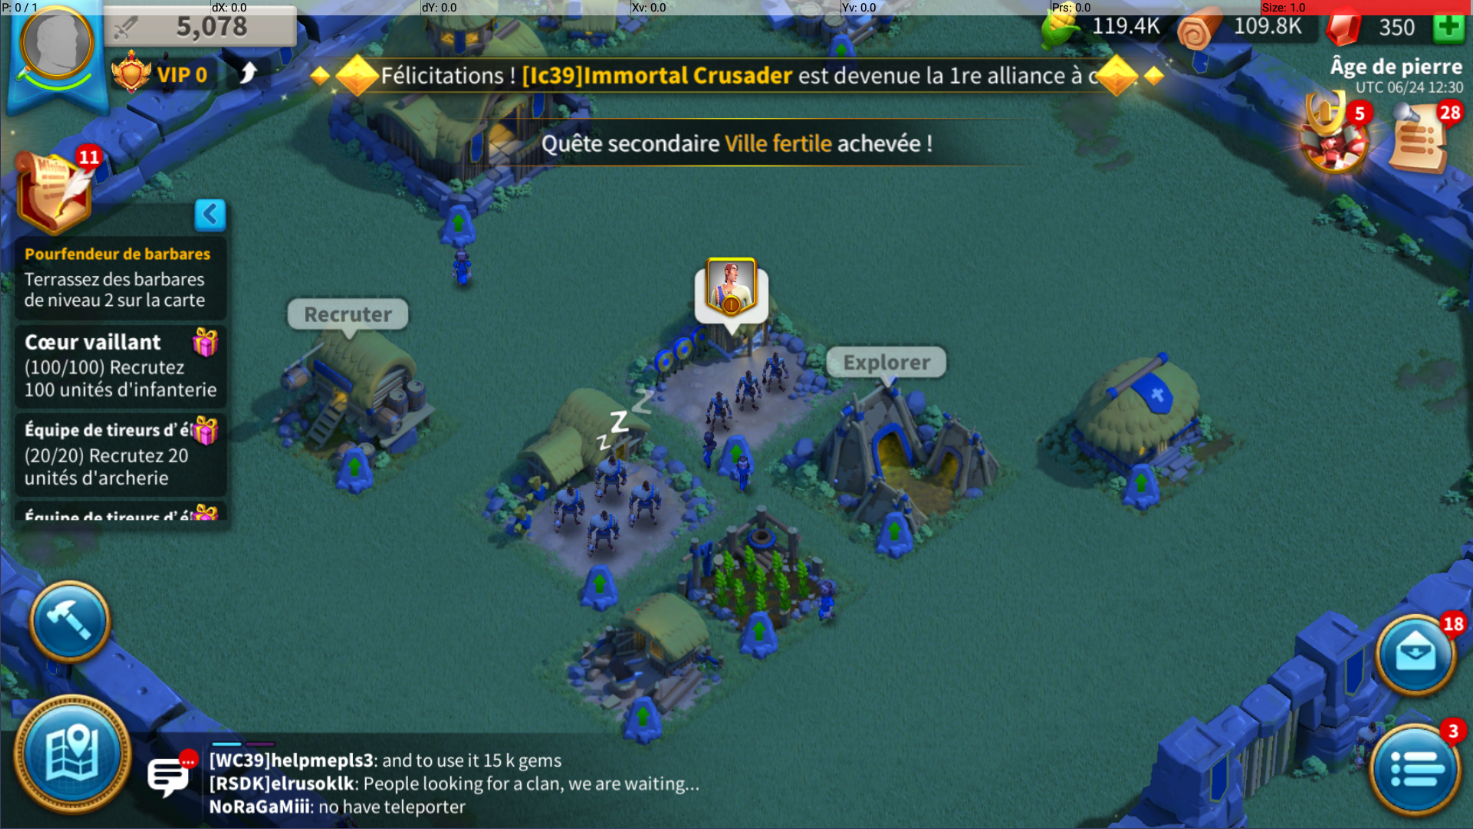 P: 0 / 1
dX: 0.0
dY: 0.0
Xv: 0.0
Yv: 0.0
Prs: 0.0
Size: 1.0
5,078
119.4K
109.8K
350
VIP 0
Félicitations ! [Ic39]Immortal Crusader est devenue la 1re alliance à
Âge de pierre
UTC 06/24 12:30
5
28
Quête secondaire Ville fertile achevée !
11
Pourfendeur de barbares
Terrassez des barbares
de niveau 2 sur la carte
Cœur vaillant
(100/100) Recrutez
100 unités d'infanterie
Équipe de tireurs d'él
(20/20) Recrutez 20
unités d'archerie
Équipe de tireurs d'él
Recruter
Explorer
z
Z
Z
18
3
[WC39]helpmepls3: and to use it 15 k gems
[RSDK]elrusoklk: People looking for a clan, we are waiting...
NoRaGaMiii: no have teleporter